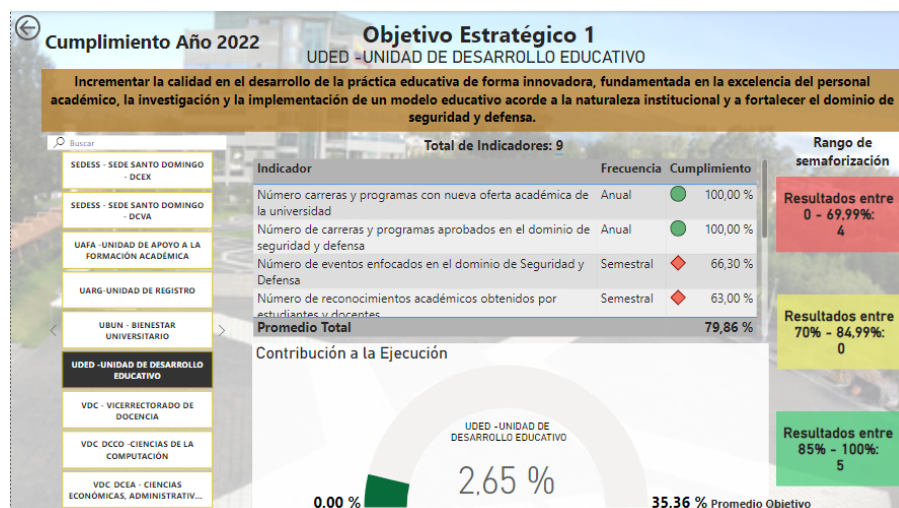 Cumplimiento Año 2022
Objetivo Estratégico 1
UDED -UNIDAD DE DESARROLLO EDUCATIVO
Incrementar la calidad en el desarrollo de la práctica educativa de forma innovadora, fundamentada en la excelencia del personal
académico, la investigación y la implementación de un modelo educativo acorde a la naturaleza institucional y a fortalecer el dominio de
seguridad y defensa.
Buscar
SEDESS - SEDE SANTO DOMINGO
- DCEX
SEDESS - SEDE SANTO DOMINGO
- DCVA
UAFA -UNIDAD DE APOYO A LA
FORMACIÓN ACADÉMICA
UARG-UNIDAD DE REGISTRO
UBUN - BIENESTAR
UNIVERSITARIO
UDED -UNIDAD DE DESARROLLO
EDUCATIVO
VDC - VICERRECTORADO DE
DOCENCIA
VDC DCCO -CIENCIAS DE LA
COMPUTACIÓN
VDC DCEA - CIENCIAS
ECONÓMICAS, ADMINISTRATIV...
Total de Indicadores: 9
Indicador Frecuencia Cumplimiento
Número carreras y programas con nueva oferta académica de Anual 100,00 %
la universidad
Número de carreras y programas aprobados en el dominio de Anual 100,00 %
seguridad y defensa
Número de eventos enfocados en el dominio de Seguridad y Semestral 66,30 %
Defensa
Número de reconocimientos académicos obtenidos por Semestral 63,00 %
estudiantes y docentes
Promedio Total 79,86 %
Contribución a la Ejecución
UDED -UNIDAD DE
DESARROLLO EDUCATIVO
2,65 %
0,00 %
35,36 % Promedio Objetivo
Rango de
semaforización
Resultados entre
0 - 69,99%:
4
Resultados entre
70% - 84,99%:
0
Resultados entre
85% - 100%:
5